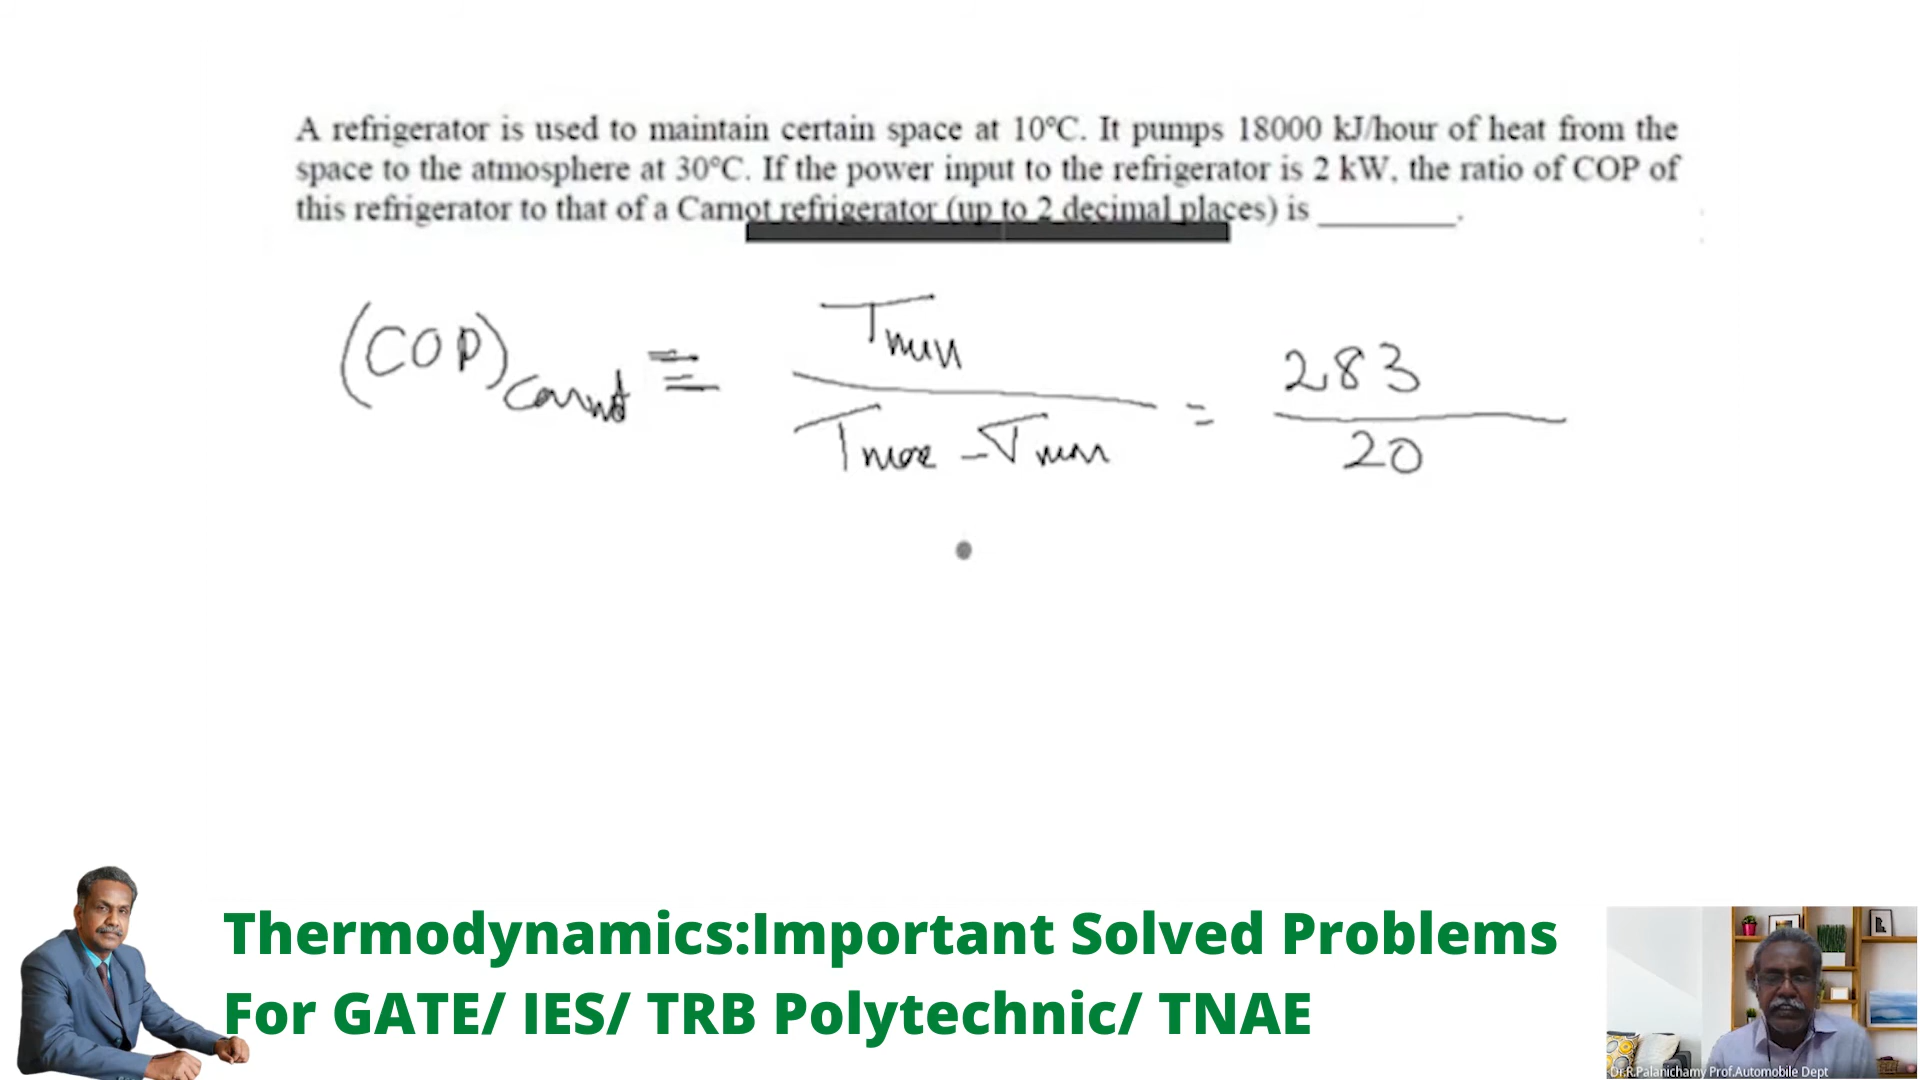 A refrigerator is used to maintain certain space at 10°C. It pumps 18000 kJ/hour of heat from the
space to the atmosphere at 30°C. If the power input to the refrigerator is 2 kW, the ratio of COP of
this refrigerator to that of a Carnot refrigerator (up to 2 decimal places) is _________.
(COP)Carnot = Tmin / Tmax - Tmin = 283 / 20
Thermodynamics:Important Solved Problems
For GATE/ IES/ TRB Polytechnic/ TNAE
Dr.R.Palanichamy Prof.Automobile Dept